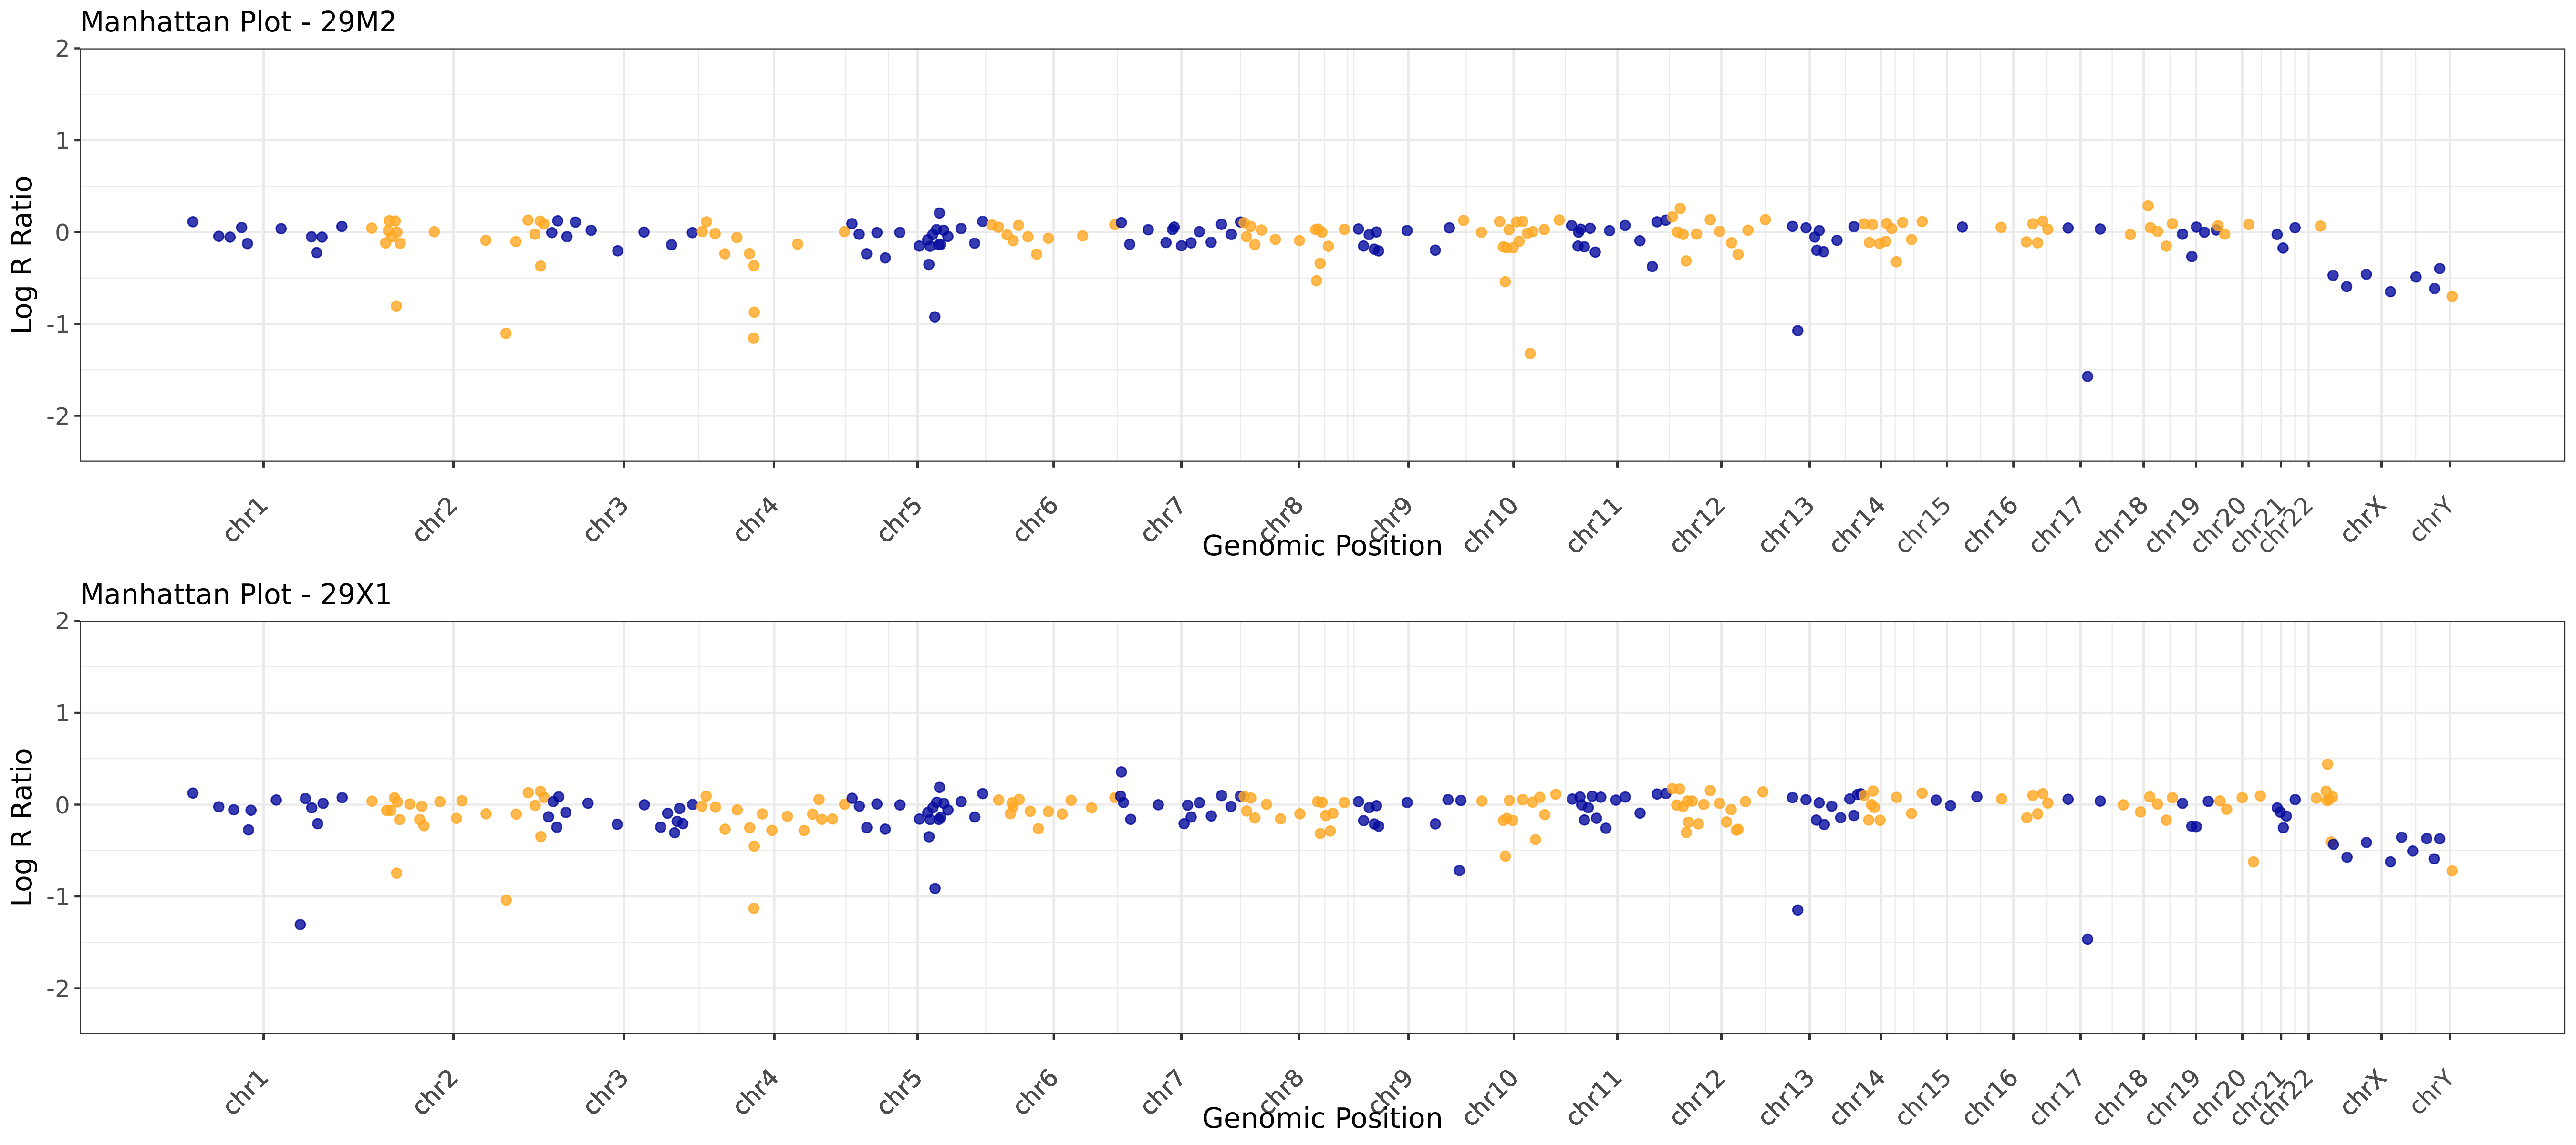 Manhattan Plot - 29M2
2
1
0
-1
-2
Log R Ratio
chr1 chr2 chr3 chr4 chr5 chr6 chr7 chr8 chr9 chr10 chr11 chr12 chr13 chr14 chr15 chr16 chr17 chr18 chr19 chr20 chr21 chr22 chrX chrY
Genomic Position
Manhattan Plot - 29X1
2
1
0
-1
-2
Log R Ratio
chr1 chr2 chr3 chr4 chr5 chr6 chr7 chr8 chr9 chr10 chr11 chr12 chr13 chr14 chr15 chr16 chr17 chr18 chr19 chr20 chr21 chr22 chrX chrY
Genomic Position